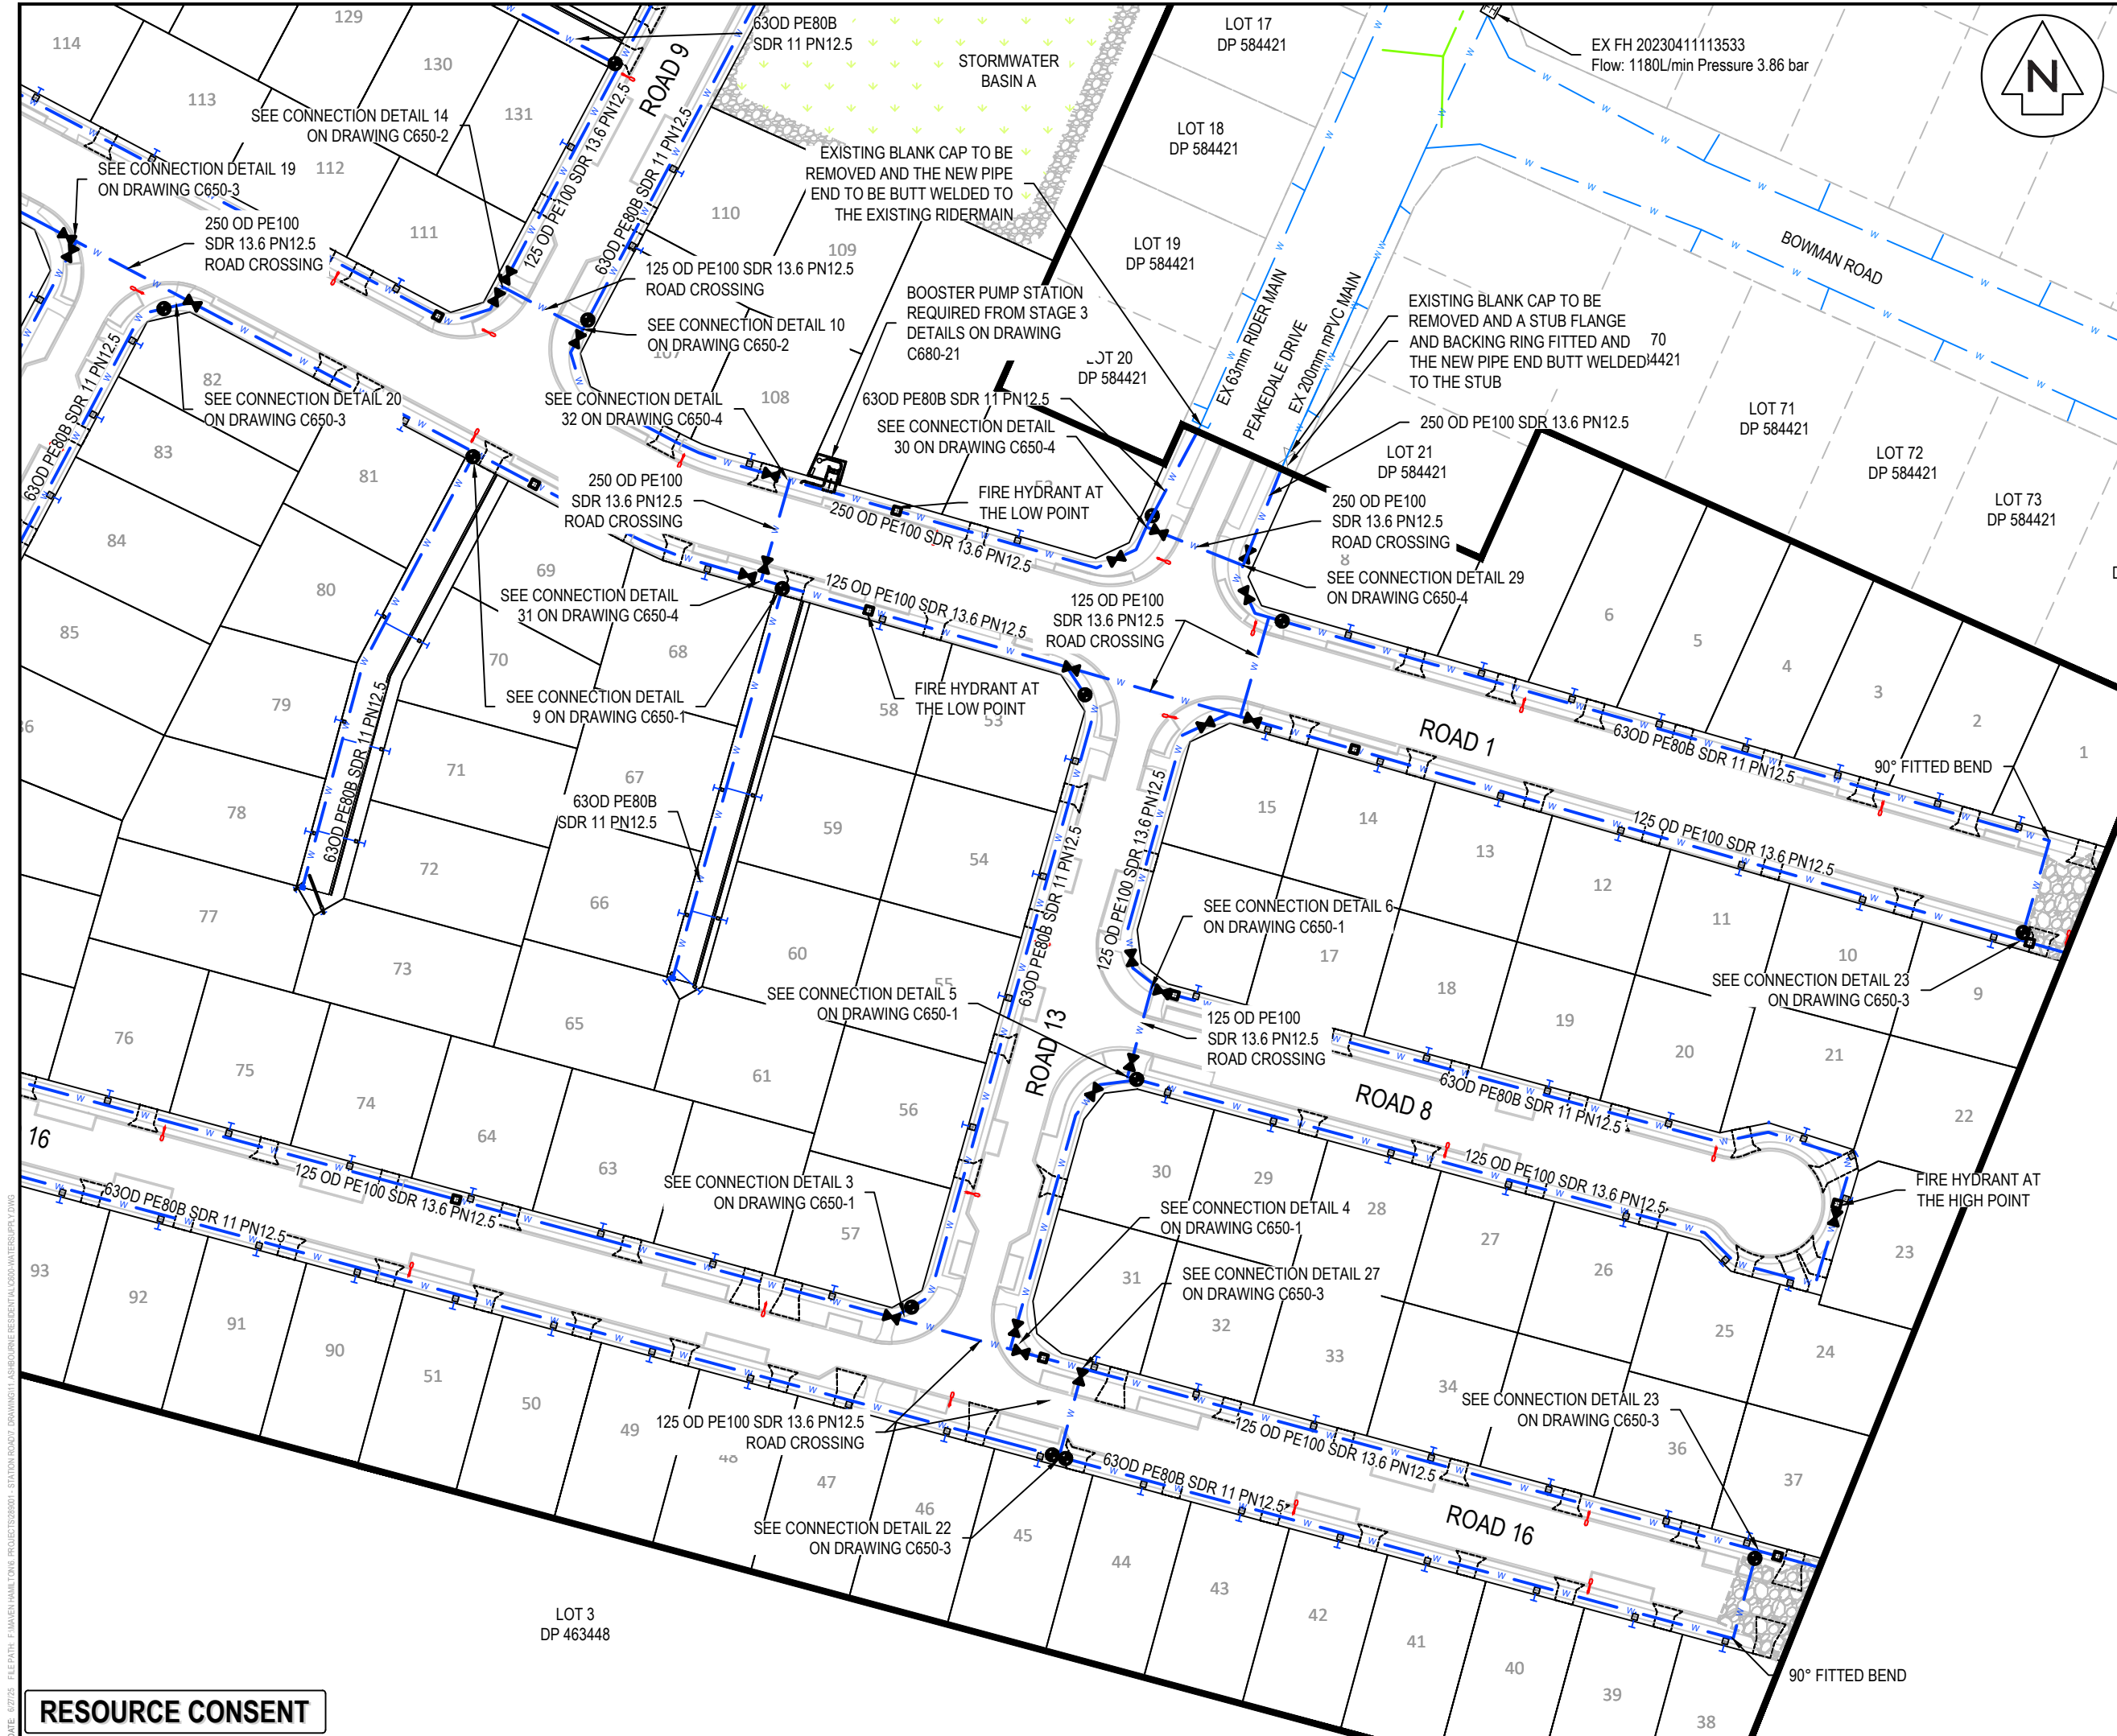 129
114
130
113
131
112
111
110
109
107
108
ROAD 9
63OD PE80B
SDR 11 PN12.5
STORMWATER
BASIN A
LOT 17
DP 584421
EX FH 20230411113533
Flow: 1180L/min Pressure 3.86 bar
N
SEE CONNECTION DETAIL 14
ON DRAWING C650-2
SEE CONNECTION DETAIL 19
ON DRAWING C650-3
250 OD PE100
SDR 13.6 PN12.5
ROAD CROSSING
125 OD PE100 SDR 13.6 PN12.5
63OD PE80B SDR 11 PN12.5
EXISTING BLANK CAP TO BE
REMOVED AND THE NEW PIPE
END TO BE BUTT WELDED TO
THE EXISTING RIDERMAIN
LOT 18
DP 584421
LOT 19
DP 584421
BOWMAN ROAD
125 OD PE100 SDR 13.6 PN12.5
ROAD CROSSING
SEE CONNECTION DETAIL 10
ON DRAWING C650-2
BOOSTER PUMP STATION
REQUIRED FROM STAGE 3
DETAILS ON DRAWING
C680-21
LOT 20
DP 584421
EX 63mm RIDER MAIN
PEAKEDALE DRIVE
EX 200mm mPVC MAIN
EXISTING BLANK CAP TO BE
REMOVED AND A STUB FLANGE
AND BACKING RING FITTED AND
THE NEW PIPE END BUTT WELDED
TO THE STUB
70
4421
LOT 71
DP 584421
LOT 72
DP 584421
LOT 73
DP 584421
63OD PE80B SDR 11 PN12.5
82
SEE CONNECTION DETAIL 20
ON DRAWING C650-3
SEE CONNECTION DETAIL
32 ON DRAWING C650-4
63OD PE80B SDR 11 PN12.5
SEE CONNECTION DETAIL
30 ON DRAWING C650-4
250 OD PE100 SDR 13.6 PN12.5
LOT 21
DP 584421
83
81
84
80
85
79
78
77
76
75
74
73
72
71
70
69
68
67
66
65
64
63
61
60
59
58
57
56
55
54
53
52
250 OD PE100
SDR 13.6 PN12.5
ROAD CROSSING
FIRE HYDRANT AT
THE LOW POINT
250 OD PE100 SDR 13.6 PN12.5
250 OD PE100
SDR 13.6 PN12.5
ROAD CROSSING
8
SEE CONNECTION DETAIL 29
ON DRAWING C650-4
SEE CONNECTION DETAIL
31 ON DRAWING C650-4
125 OD PE100 SDR 13.6 PN12.5
125 OD PE100
SDR 13.6 PN12.5
ROAD CROSSING
6
5
4
3
2
1
SEE CONNECTION DETAIL
9 ON DRAWING C650-1
FIRE HYDRANT AT
THE LOW POINT
ROAD 1
63OD PE80B SDR 11 PN12.5
90° FITTED BEND
63OD PE80B SDR 11 PN12.5
63OD PE80B
SDR 11 PN12.5
63OD PE80B SDR 11 PN12.5
125 OD PE100 SDR 13.6 PN12.5
125 OD PE100 SDR 13.6 PN12.5
15
14
13
12
11
10
9
17
18
19
20
21
22
23
24
25
26
27
28
29
30
31
32
33
34
36
37
SEE CONNECTION DETAIL 6
ON DRAWING C650-1
SEE CONNECTION DETAIL 23
ON DRAWING C650-3
SEE CONNECTION DETAIL 5
ON DRAWING C650-1
125 OD PE100
SDR 13.6 PN12.5
ROAD CROSSING
ROAD 13
ROAD 8
63OD PE80B SDR 11 PN12.5
125 OD PE100 SDR 13.6 PN12.5
FIRE HYDRANT AT
THE HIGH POINT
16
125 OD PE100 SDR 13.6 PN12.5
63OD PE80B SDR 11 PN12.5
SEE CONNECTION DETAIL 3
ON DRAWING C650-1
SEE CONNECTION DETAIL 4
ON DRAWING C650-1
SEE CONNECTION DETAIL 27
ON DRAWING C650-3
93
92
91
90
51
50
49
48
47
46
45
44
43
42
41
40
39
38
125 OD PE100 SDR 13.6 PN12.5
ROAD CROSSING
125 OD PE100 SDR 13.6 PN12.5
63OD PE80B SDR 11 PN12.5
SEE CONNECTION DETAIL 23
ON DRAWING C650-3
SEE CONNECTION DETAIL 22
ON DRAWING C650-3
ROAD 16
90° FITTED BEND
LOT 3
DP 463448
RESOURCE CONSENT